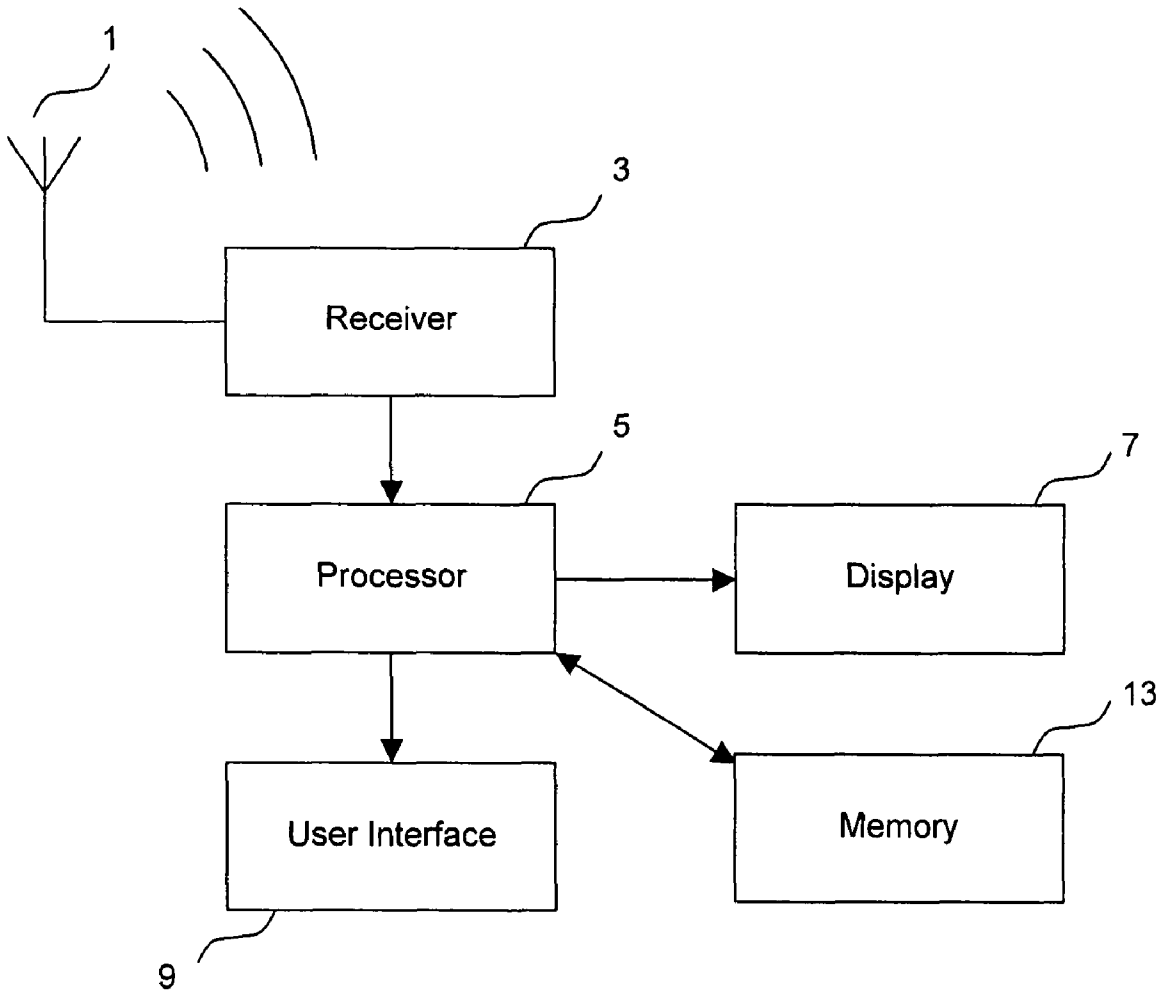 1
3
Receiver
5
7
Processor
Display
13
User Interface
Memory
9